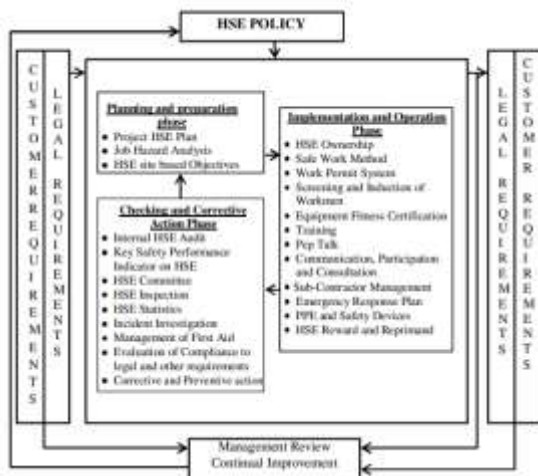 HSE POLICY
CUSTOMER REQUIREMENTS
LEGAL REQUIREMENTS
Planning and preparation
phase
● Project HSE Plan
● Job Hazard Analysis
● HSE site based Objectives
Checking and Corrective
Action Phase
● Internal HSE Audit
● Key Safety Performance
Indicator on HSE
● HSE Committee
● HSE Inspection
● HSE Statistics
● Incident Investigation
● Management of First Aid
● Evaluation of Compliance to
legal and other requirements
● Corrective and Preventive action
Implementation and Operation
Phase
● HSE Ownership
● Safe Work Method
● Work Permit System
● Screening and Induction of
Workmen
● Equipment Fitness Certification
● Training
● Pep Talk
● Communication, Participation
and Consultation
● Sub-Contractor Management
● Emergency Response Plan
● PPE and Safety Devices
● HSE Reward and Reprimand
LEGAL REQUIREMENTS
CUSTOMER REQUIREMENTS
Management Review
Continual Improvement